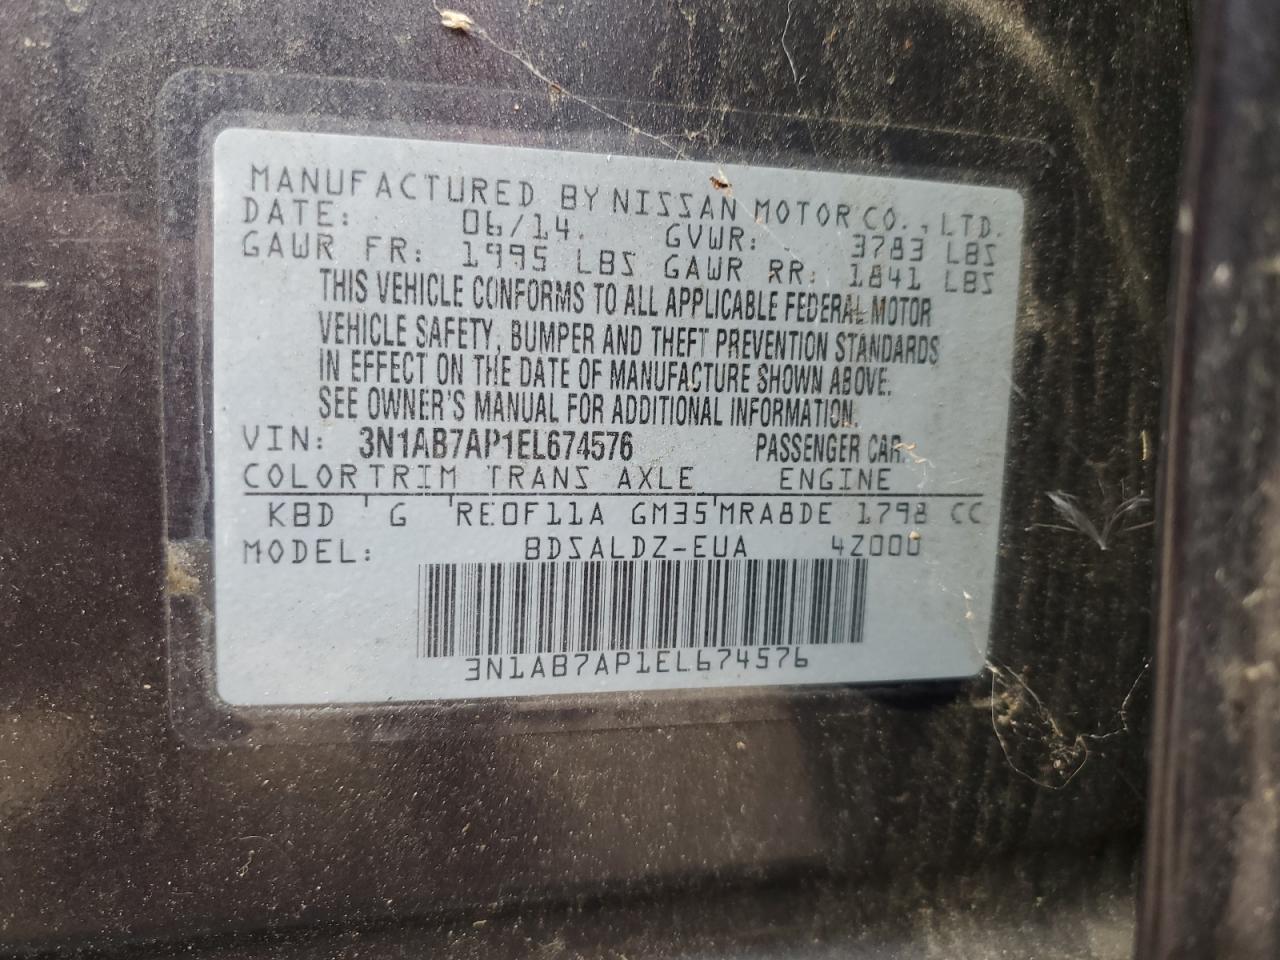 MANUFACTURED BY NISSAN MOTOR CO., LTD.
DATE: 06/14. GVWR: 3783 LBS
GAWR FR: 1995 LBS GAWR RR: 1841 LBS
THIS VEHICLE CONFORMS TO ALL APPLICABLE FEDERAL MOTOR
VEHICLE SAFETY, BUMPER AND THEFT PREVENTION STANDARDS
IN EFFECT ON THE DATE OF MANUFACTURE SHOWN ABOVE.
SEE OWNER'S MANUAL FOR ADDITIONAL INFORMATION.
VIN: 3N1AB7AP1EL674576 PASSENGER CAR.
COLOR TRIM TRANS AXLE ENGINE
KBD G RE0F11A GM35 MRA8DE 1798 CC
MODEL: BDSALDZ-EUA 4Z000
3N1AB7AP1EL674576